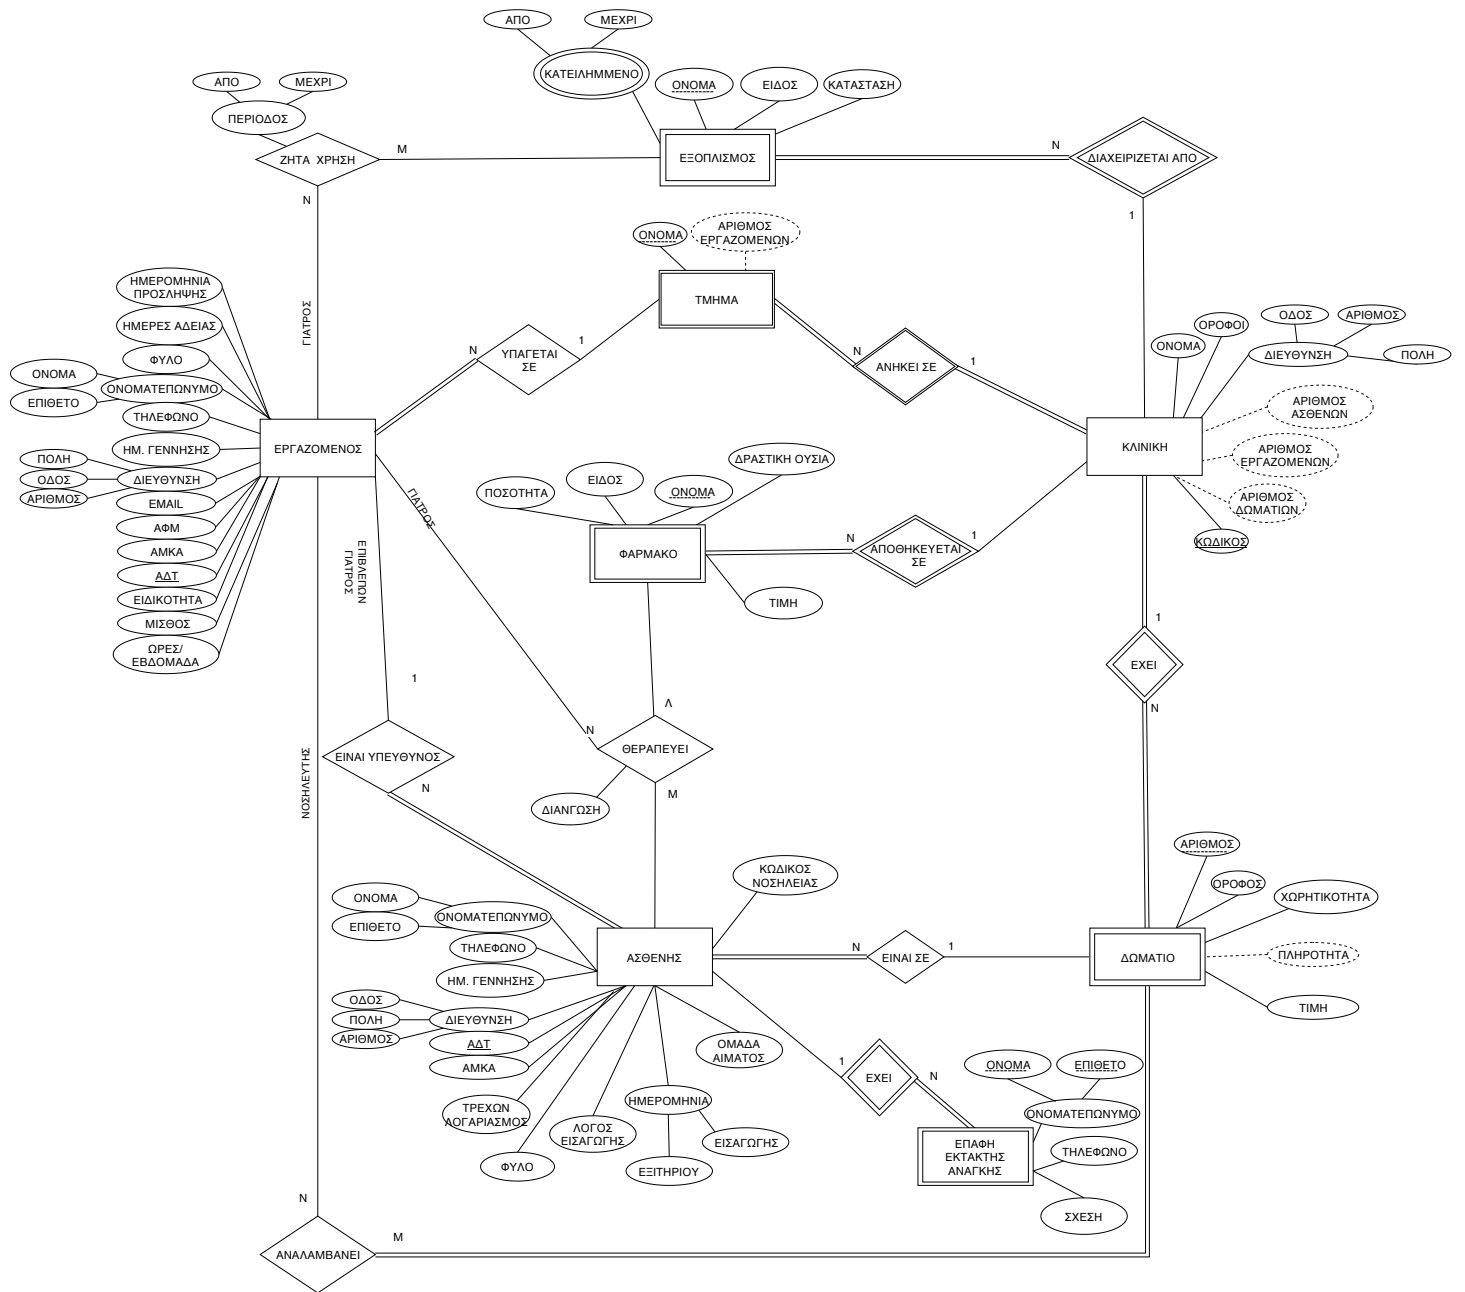 ΑΠΟ
ΜΕΧΡΙ
ΚΑΤΕΙΛΗΜΜΕΝΟ
ΟΝΟΜΑ
ΕΙΔΟΣ
ΚΑΤΑΣΤΑΣΗ
ΑΠΟ
ΜΕΧΡΙ
ΠΕΡΙΟΔΟΣ
ΖΗΤΑ ΧΡΗΣΗ
M
ΕΞΟΠΛΙΣΜΟΣ
N
ΔΙΑΧΕΙΡΙΖΕΤΑΙ ΑΠΟ
N
1
ΟΝΟΜΑ
ΑΡΙΘΜΟΣ
ΕΡΓΑΖΟΜΕΝΩΝ
ΤΜΗΜΑ
ΓΙΑΤΡΟΣ
ΗΜΕΡΟΜΗΝΙΑ
ΠΡΟΣΛΗΨΗΣ
ΗΜΕΡΕΣ ΑΔΕΙΑΣ
ΦΥΛΟ
ΟΝΟΜΑ
ΕΠΙΘΕΤΟ
ΟΝΟΜΑΤΕΠΩΝΥΜΟ
ΤΗΛΕΦΩΝΟ
ΗΜ. ΓΕΝΝΗΣΗΣ
ΠΟΛΗ
ΟΔΟΣ
ΑΡΙΘΜΟΣ
ΔΙΕΥΘΥΝΣΗ
EMAIL
ΑΦΜ
ΑΜΚΑ
ΑΔΤ
ΕΙΔΙΚΟΤΗΤΑ
ΜΙΣΘΟΣ
ΩΡΕΣ/
ΕΒΔΟΜΑΔΑ
ΕΡΓΑΖΟΜΕΝΟΣ
N
ΥΠΑΓΕΤΑΙ
ΣΕ
1
N
ΑΝΗΚΕΙ ΣΕ
1
ΟΝΟΜΑ
ΟΡΟΦΟΙ
ΟΔΟΣ
ΑΡΙΘΜΟΣ
ΔΙΕΥΘΥΝΣΗ
ΠΟΛΗ
ΑΡΙΘΜΟΣ
ΑΣΘΕΝΩΝ
ΚΛΙΝΙΚΗ
ΑΡΙΘΜΟΣ
ΕΡΓΑΖΟΜΕΝΩΝ
ΑΡΙΘΜΟΣ
ΔΩΜΑΤΙΩΝ
ΚΩΔΙΚΟΣ
ΠΟΣΟΤΗΤΑ
ΕΙΔΟΣ
ΟΝΟΜΑ
ΔΡΑΣΤΙΚΗ ΟΥΣΙΑ
ΦΑΡΜΑΚΟ
N
ΑΠΟΘΗΚΕΥΕΤΑΙ
ΣΕ
1
ΤΙΜΗ
ΓΙΑΤΡΟΣ
ΕΠΙΒΛΕΠΩΝ
ΓΙΑΤΡΟΣ
1
ΕΧΕΙ
N
1
ΕΙΝΑΙ ΥΠΕΥΘΥΝΟΣ
N
Λ
N
ΘΕΡΑΠΕΥΕΙ
M
ΔΙΑΝΓΩΣΗ
ΝΟΣΗΛΕΥΤΗΣ
ΑΡΙΘΜΟΣ
ΟΡΟΦΟΣ
ΧΩΡΗΤΙΚΟΤΗΤΑ
ΔΩΜΑΤΙΟ
ΠΛΗΡΟΤΗΤΑ
ΤΙΜΗ
ΚΩΔΙΚΟΣ
ΝΟΣΗΛΕΙΑΣ
ΟΝΟΜΑ
ΕΠΙΘΕΤΟ
ΟΝΟΜΑΤΕΠΩΝΥΜΟ
ΤΗΛΕΦΩΝΟ
ΗΜ. ΓΕΝΝΗΣΗΣ
ΑΣΘΕΝΗΣ
N
ΕΙΝΑΙ ΣΕ
1
ΟΔΟΣ
ΠΟΛΗ
ΑΡΙΘΜΟΣ
ΔΙΕΥΘΥΝΣΗ
ΑΔΤ
ΑΜΚΑ
ΤΡΕΧΩΝ
ΛΟΓΑΡΙΑΣΜΟΣ
ΦΥΛΟ
ΛΟΓΟΣ
ΕΙΣΑΓΩΓΗΣ
ΗΜΕΡΟΜΗΝΙΑ
ΕΞΙΤΗΡΙΟΥ
ΕΙΣΑΓΩΓΗΣ
ΟΜΑΔΑ
ΑΙΜΑΤΟΣ
1
ΕΧΕΙ
N
ΟΝΟΜΑ
ΕΠΙΘΕΤΟ
ΟΝΟΜΑΤΕΠΩΝΥΜΟ
ΕΠΑΦΗ
ΕΚΤΑΚΤΗΣ
ΑΝΑΓΚΗΣ
ΤΗΛΕΦΩΝΟ
ΣΧΕΣΗ
N
ΑΝΑΛΑΜΒΑΝΕΙ
M